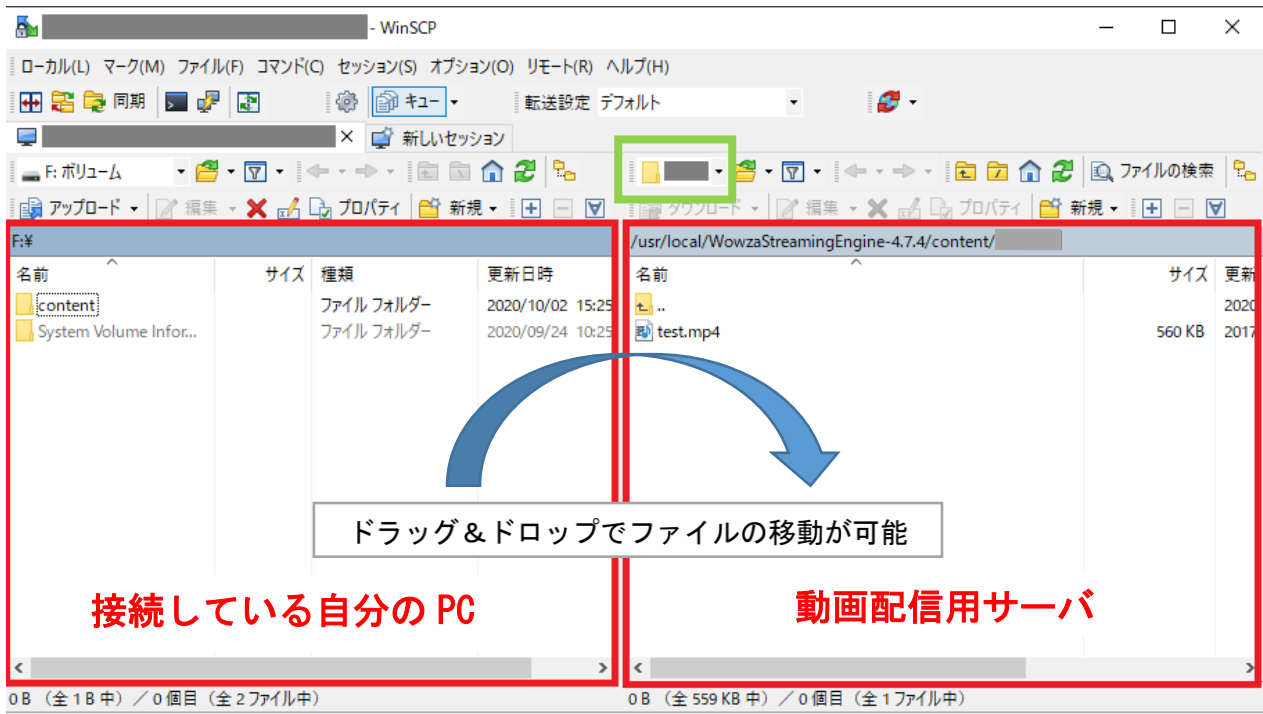 - WinSCP
ローカル(L) マーク(M) ファイル(F) コマンド(C) セッション(S) オプション(O) リモート(R) ヘルプ(H)
同期 キュー 転送設定 デフォルト
新しいセッション
F: ボリューム ファイルの検索
アップロード 編集 プロパティ 新規 ダウンロード 編集 プロパティ 新規
F:¥ /usr/local/WowzaStreamingEngine-4.7.4/content/
名前 サイズ 種類 更新日時 名前 サイズ 更新
content ファイル フォルダー 2020/10/02 15:25 .. 2020
System Volume Infor... ファイル フォルダー 2020/09/24 10:25 test.mp4 560 KB 2017
ドラッグ＆ドロップでファイルの移動が可能
接続している自分の PC 動画配信用サーバ
0 B （全 1 B 中）／ 0 個目（全 2 ファイル中） 0 B （全 559 KB 中）／ 0 個目（全 1 ファイル中）